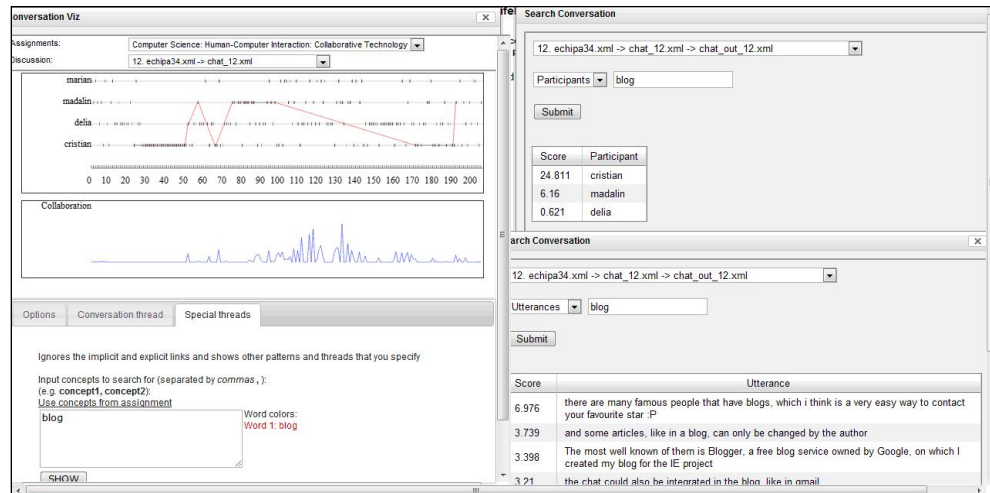 onversation Viz
Assignments:
Computer Science: Human-Computer Interaction: Collaborative Technology
Discussion:
12. echipa34.xml -> chat_12.xml
marian
madalin
delia
cristian
0 10 20 30 40 50 60 70 80 90 100 110 120 130 140 150 160 170 180 190 200
Collaboration
Options
Conversation thread
Special threads
Ignores the implicit and explicit links and shows other patterns and threads that you specify
Input concepts to search for (separated by commas , ):
(e.g. concept1, concept2):
Use concepts from assignment
blog
Word colors:
Word 1: blog
SHOW
ife
Search Conversation
12. echipa34.xml -> chat_12.xml -> chat_out_12.xml
Participants
blog
Submit
Score Participant
24.811 cristian
6.16 madalin
0.621 delia
arch Conversation
12. echipa34.xml -> chat_12.xml -> chat_out_12.xml
Utterances
blog
Submit
Score Utterance
6.976 there are many famous people that have blogs, which i think is a very easy way to contact
your favourite star :P
3.739 and some articles, like in a blog, can only be changed by the author
3.398 The most well known of them is Blogger, a free blog service owned by Google, on which I
created my blog for the IE project
3.21 the chat could also be integrated in the blog, like in gmail